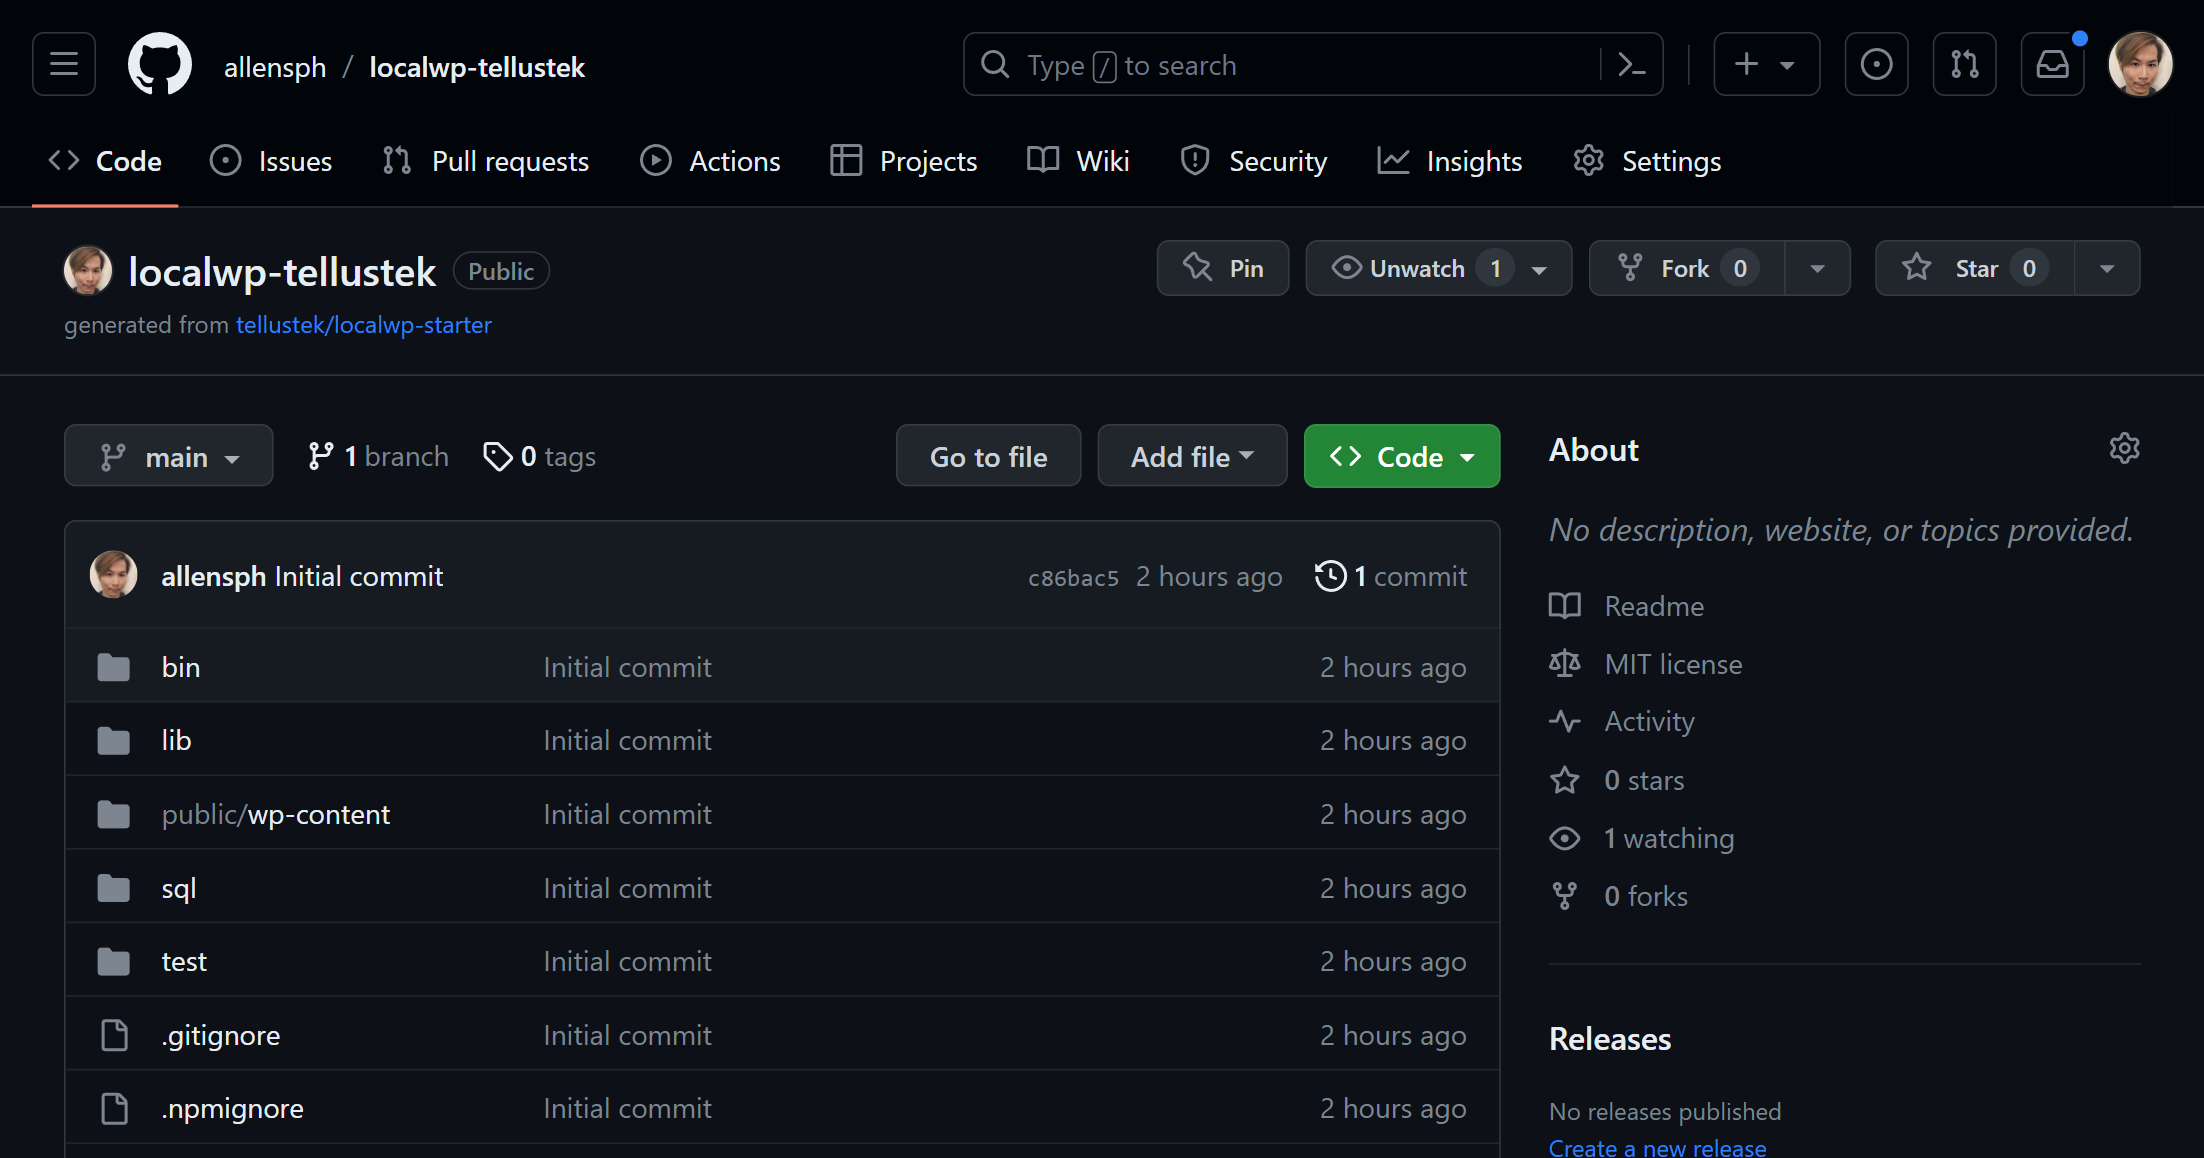 allensph / localwp-tellustek
Type / to search
Code Issues Pull requests Actions Projects Wiki Security Insights Settings
localwp-tellustek Public
Pin Unwatch 1 Fork 0 Star 0
generated from tellustek/localwp-starter
main 1 branch 0 tags
Go to file Add file Code
allensph Initial commit c86bac5 2 hours ago 1 commit
bin Initial commit 2 hours ago
lib Initial commit 2 hours ago
public/wp-content Initial commit 2 hours ago
sql Initial commit 2 hours ago
test Initial commit 2 hours ago
.gitignore Initial commit 2 hours ago
.npmignore Initial commit 2 hours ago
About
No description, website, or topics provided.
Readme
MIT license
Activity
0 stars
1 watching
0 forks
Releases
No releases published
Create a new release